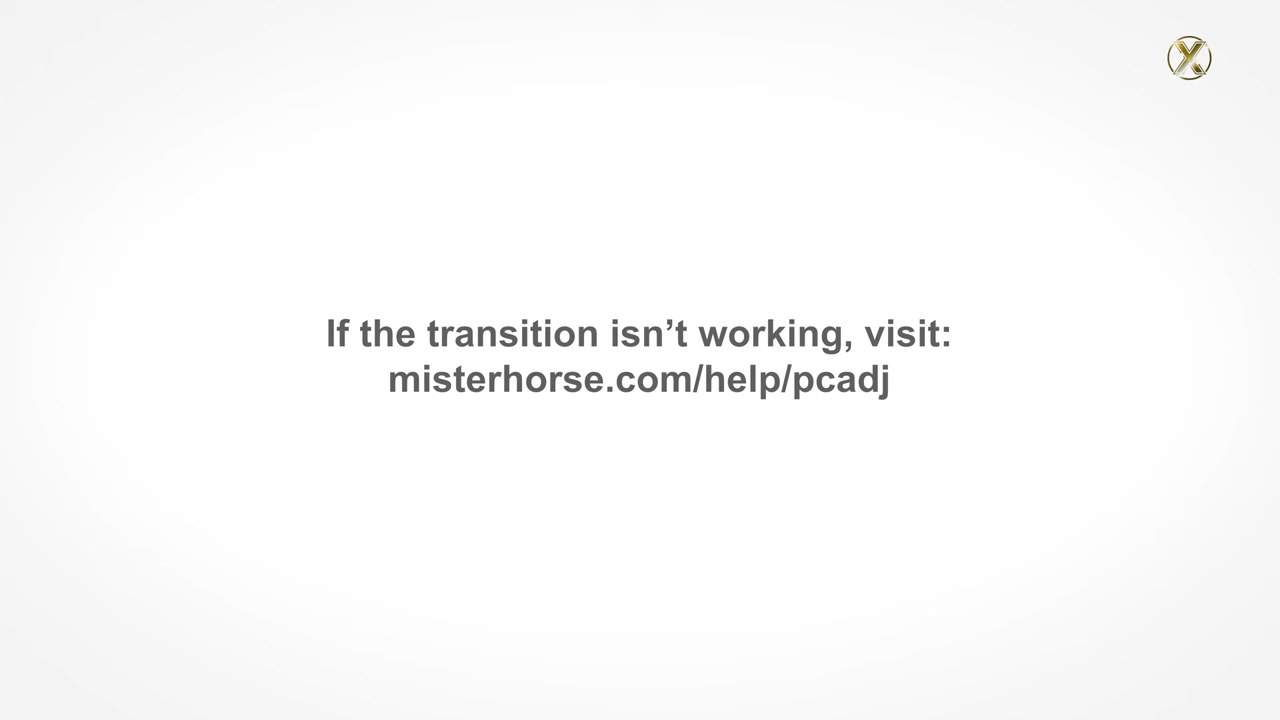 If the transition isn’t working, visit:
misterhorse.com/help/pcadj
X